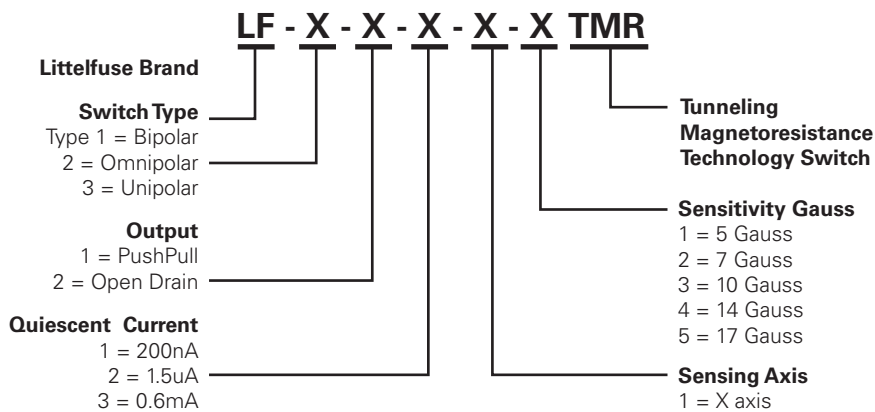 LF - X - X - X - X - X TMR
Littelfuse Brand
Switch Type
Type 1 = Bipolar
2 = Omnipolar
3 = Unipolar
Output
1 = PushPull
2 = Open Drain
Quiescent Current
1 = 200nA
2 = 1.5uA
3 = 0.6mA
Tunneling
Magnetoresistance
Technology Switch
Sensitivity Gauss
1 = 5 Gauss
2 = 7 Gauss
3 = 10 Gauss
4 = 14 Gauss
5 = 17 Gauss
Sensing Axis
1 = X axis